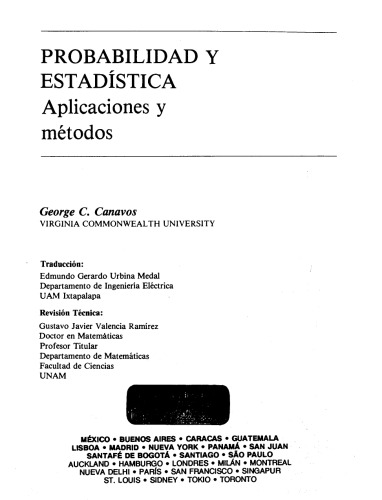 PROBABILIDAD Y
ESTADÍSTICA
Aplicaciones y
métodos
George C. Canavos
VIRGINIA COMMONWEALTH UNIVERSITY
Traducción:
Edmundo Gerardo Urbina Medal
Departamento de Ingeniería Eléctrica
UAM Ixtapalapa
Revisión Técnica:
Gustavo Javier Valencia Ramírez
Doctor en Matemáticas
Profesor Titular
Departamento de Matemáticas
Facultad de Ciencias
UNAM
MÉXICO • BUENOS AIRES • CARACAS • GUATEMALA
LISBOA • MADRID • NUEVA YORK • PANAMÁ • SAN JUAN
SANTAFÉ DE BOGOTÁ • SANTIAGO • SÃO PAULO
AUCKLAND • HAMBURGO • LONDRES • MILÁN • MONTREAL
NUEVA DELHI • PARÍS • SAN FRANCISCO • SINGAPUR
ST. LOUIS • SIDNEY • TOKIO • TORONTO